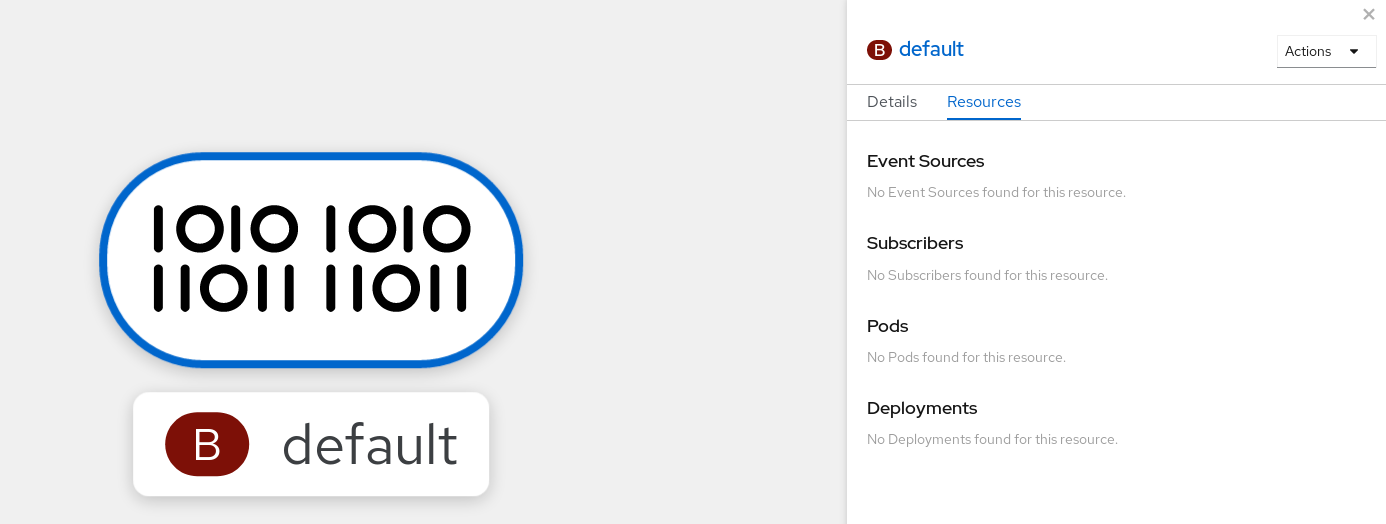 1010 1010
11011 11011
B default
B default
Actions
Details Resources
Event Sources
No Event Sources found for this resource.
Subscribers
No Subscribers found for this resource.
Pods
No Pods found for this resource.
Deployments
No Deployments found for this resource.